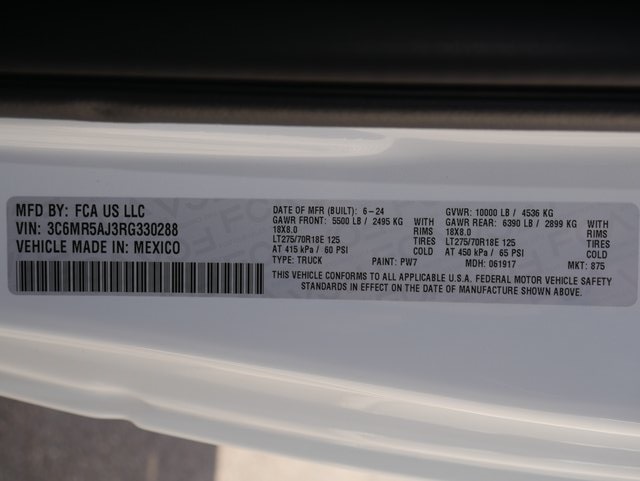 MFD BY: FCA US LLC
VIN: 3C6MR5AJ3RG330288
VEHICLE MADE IN: MEXICO
DATE OF MFR (BUILT): 6-24
GAWR FRONT: 5500 LB / 2495 KG WITH
18X8.0 RIMS
LT275/70R18E 125 TIRES
AT 415 kPa / 60 PSI COLD
TYPE: TRUCK PAINT: PW7
GVWR: 10000 LB / 4536 KG
GAWR REAR: 6390 LB / 2899 KG WITH
18X8.0 RIMS
LT275/70R18E 125 TIRES
AT 450 kPa / 65 PSI COLD
MDH: 061917 MKT: 875
THIS VEHICLE CONFORMS TO ALL APPLICABLE U.S.A. FEDERAL MOTOR VEHICLE SAFETY
STANDARDS IN EFFECT ON THE DATE OF MANUFACTURE SHOWN ABOVE.